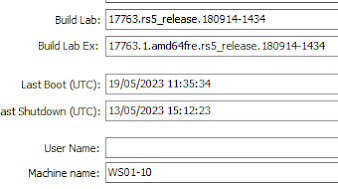 Build Lab: 17763.rs5_release.180914-1434
Build Lab Ex: 17763.1.amd64fre.rs5_release.180914-1434
Last Boot (UTC): 19/05/2023 11:35:34
ast Shutdown (UTC): 13/05/2023 15:12:23
User Name:
Machine name: WS01-10